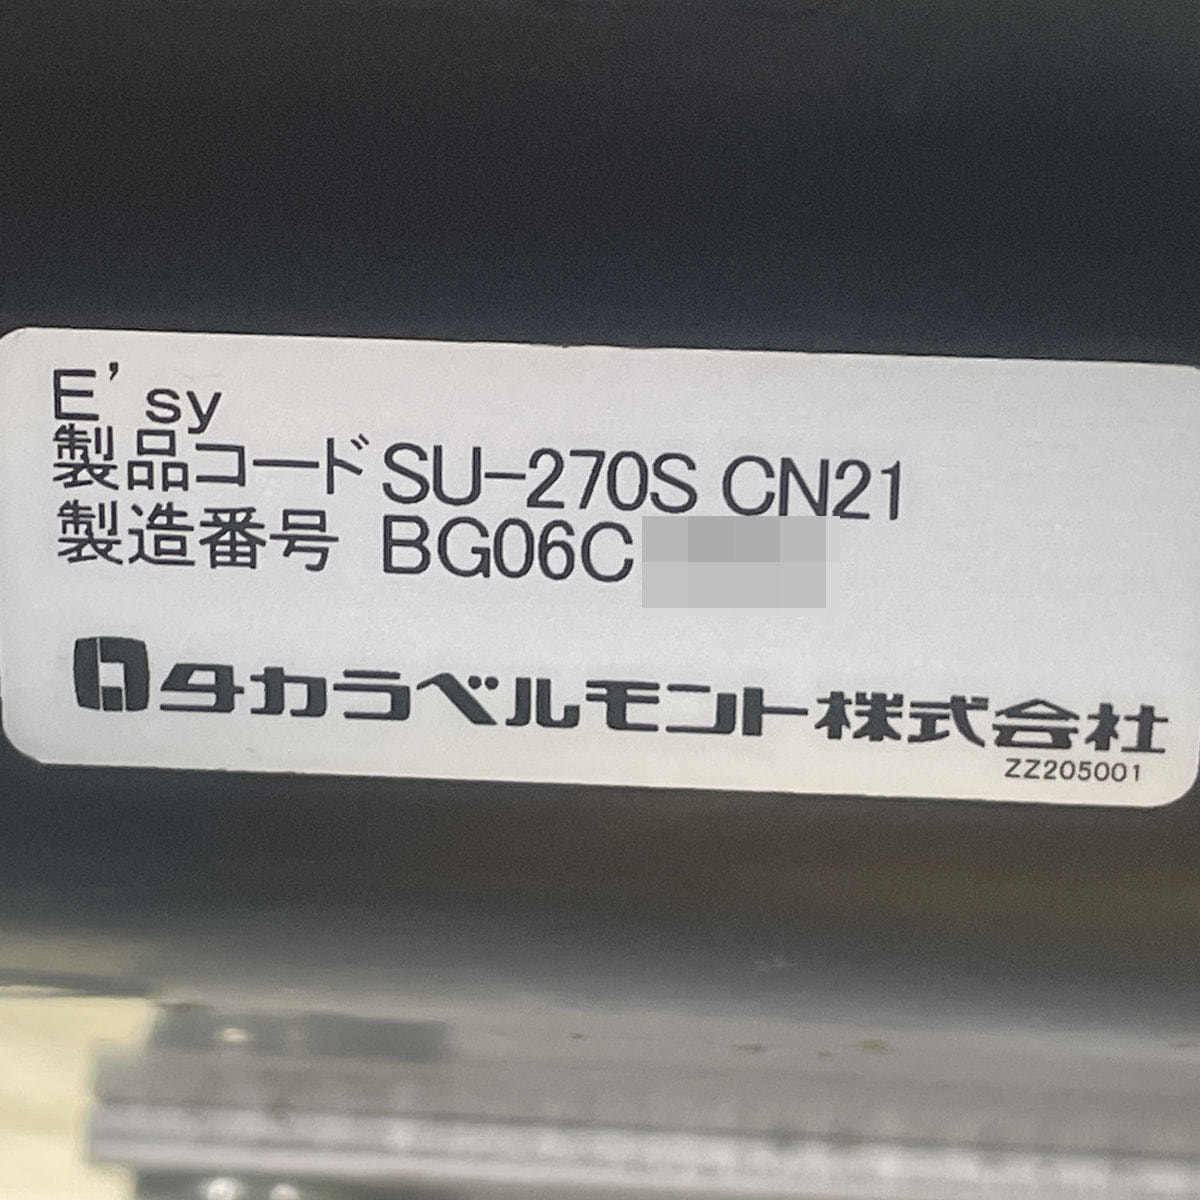 E'sy
製品コード SU-270S CN21
製造番号 BG06C
タカラベルモント株式会社
ZZ205001